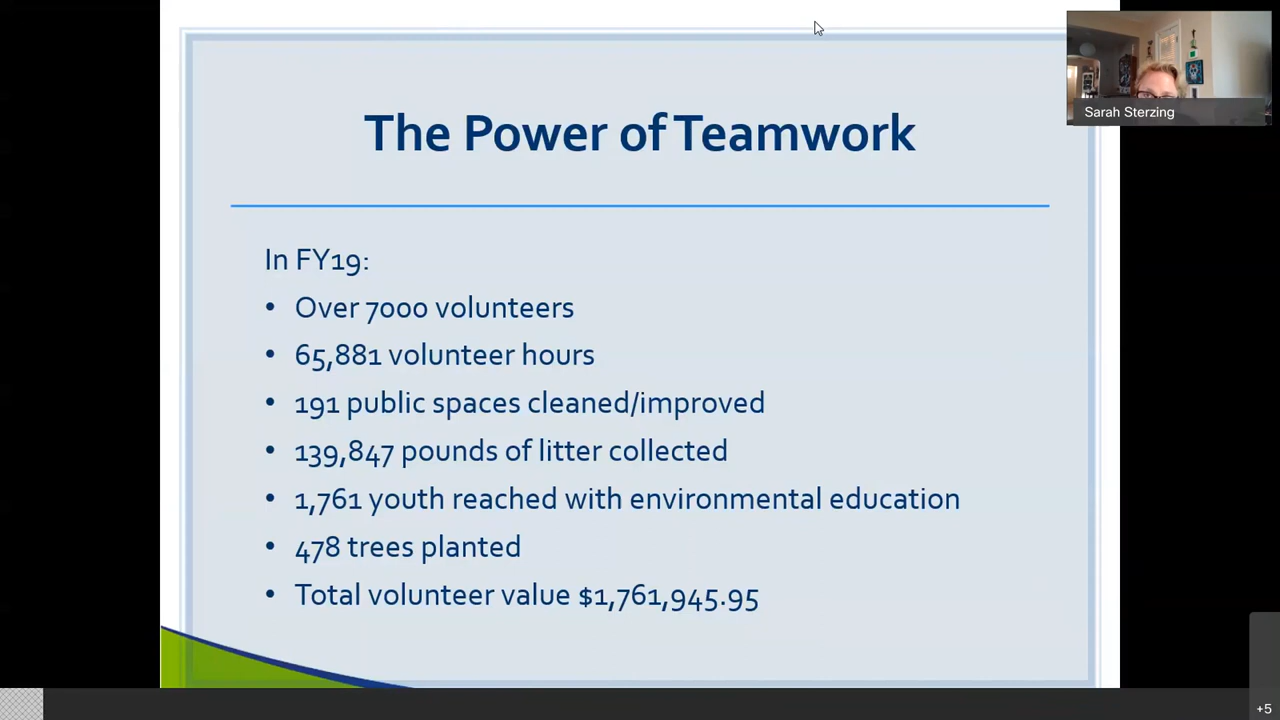 Sarah Sterzing
The Power of Teamwork
In FY19:
• Over 7000 volunteers
• 65,881 volunteer hours
• 191 public spaces cleaned/improved
• 139,847 pounds of litter collected
• 1,761 youth reached with environmental education
• 478 trees planted
• Total volunteer value $1,761,945.95
+5